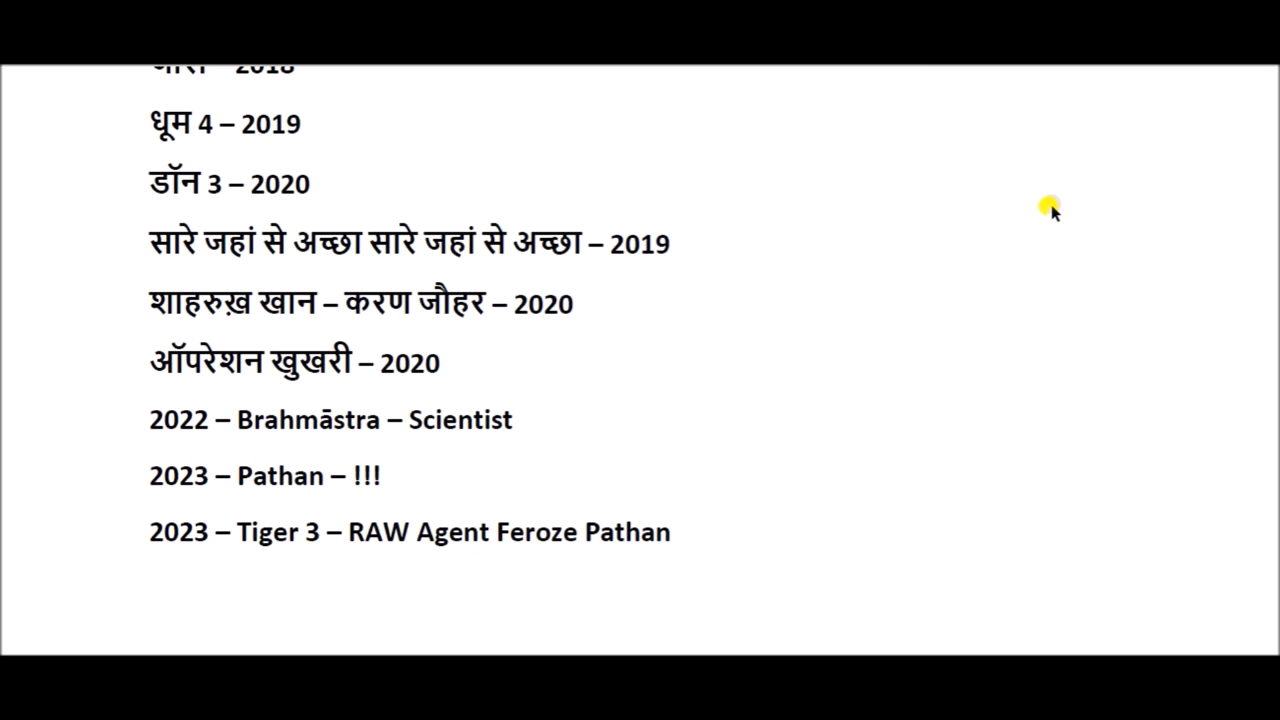 2018
धूम 4 – 2019
डॉन 3 – 2020
सारे जहां से अच्छा सारे जहां से अच्छा – 2019
शाहरुख़ खान – करण जौहर – 2020
ऑपरेशन खुखरी – 2020
2022 – Brahmāstra – Scientist
2023 – Pathan – !!!
2023 – Tiger 3 – RAW Agent Feroze Pathan